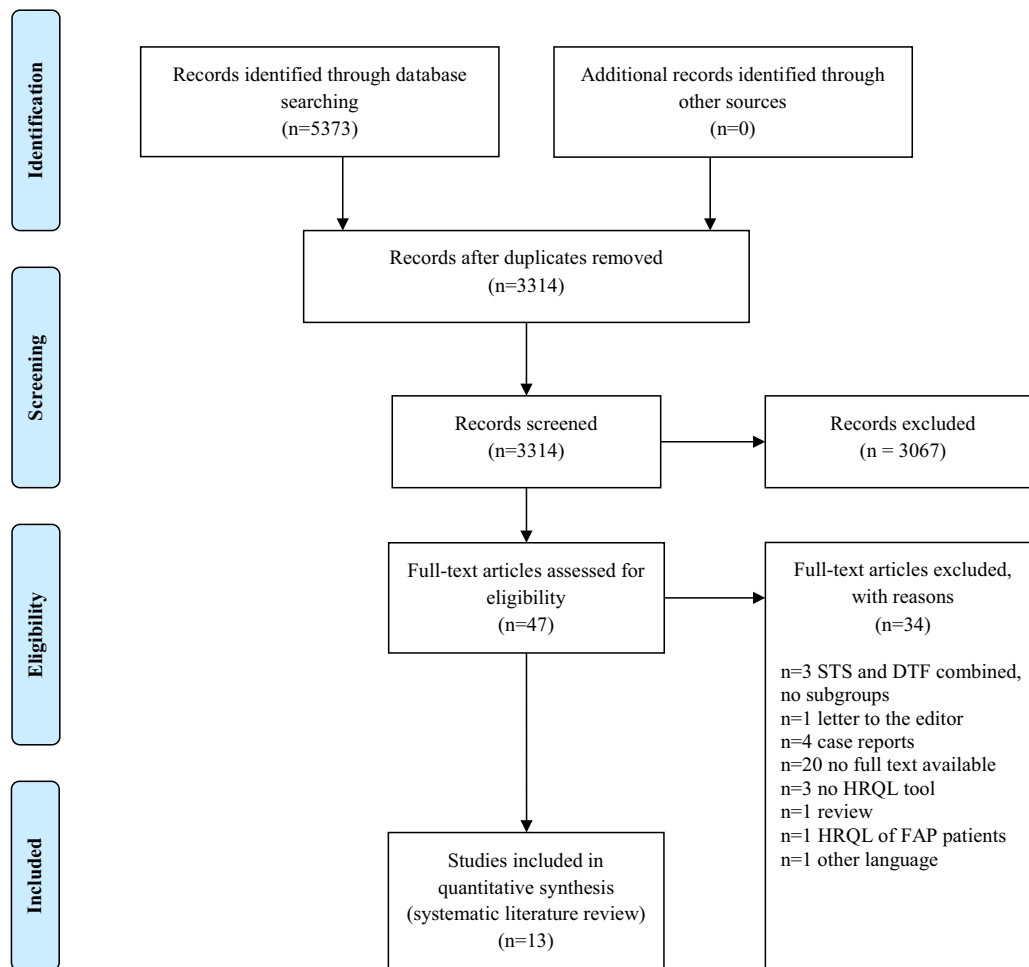 Identification
Records identified through database
searching
(n=5373)
Additional records identified through
other sources
(n=0)
Records after duplicates removed
(n=3314)
Screening
Records screened
(n=3314)
Records excluded
(n = 3067)
Eligibility
Full-text articles assessed for
eligibility
(n=47)
Full-text articles excluded,
with reasons
(n=34)
n=3 STS and DTF combined,
no subgroups
n=1 letter to the editor
n=4 case reports
n=20 no full text available
n=3 no HRQL tool
n=1 review
n=1 HRQL of FAP patients
n=1 other language
Included
Studies included in
quantitative synthesis
(systematic literature review)
(n=13)